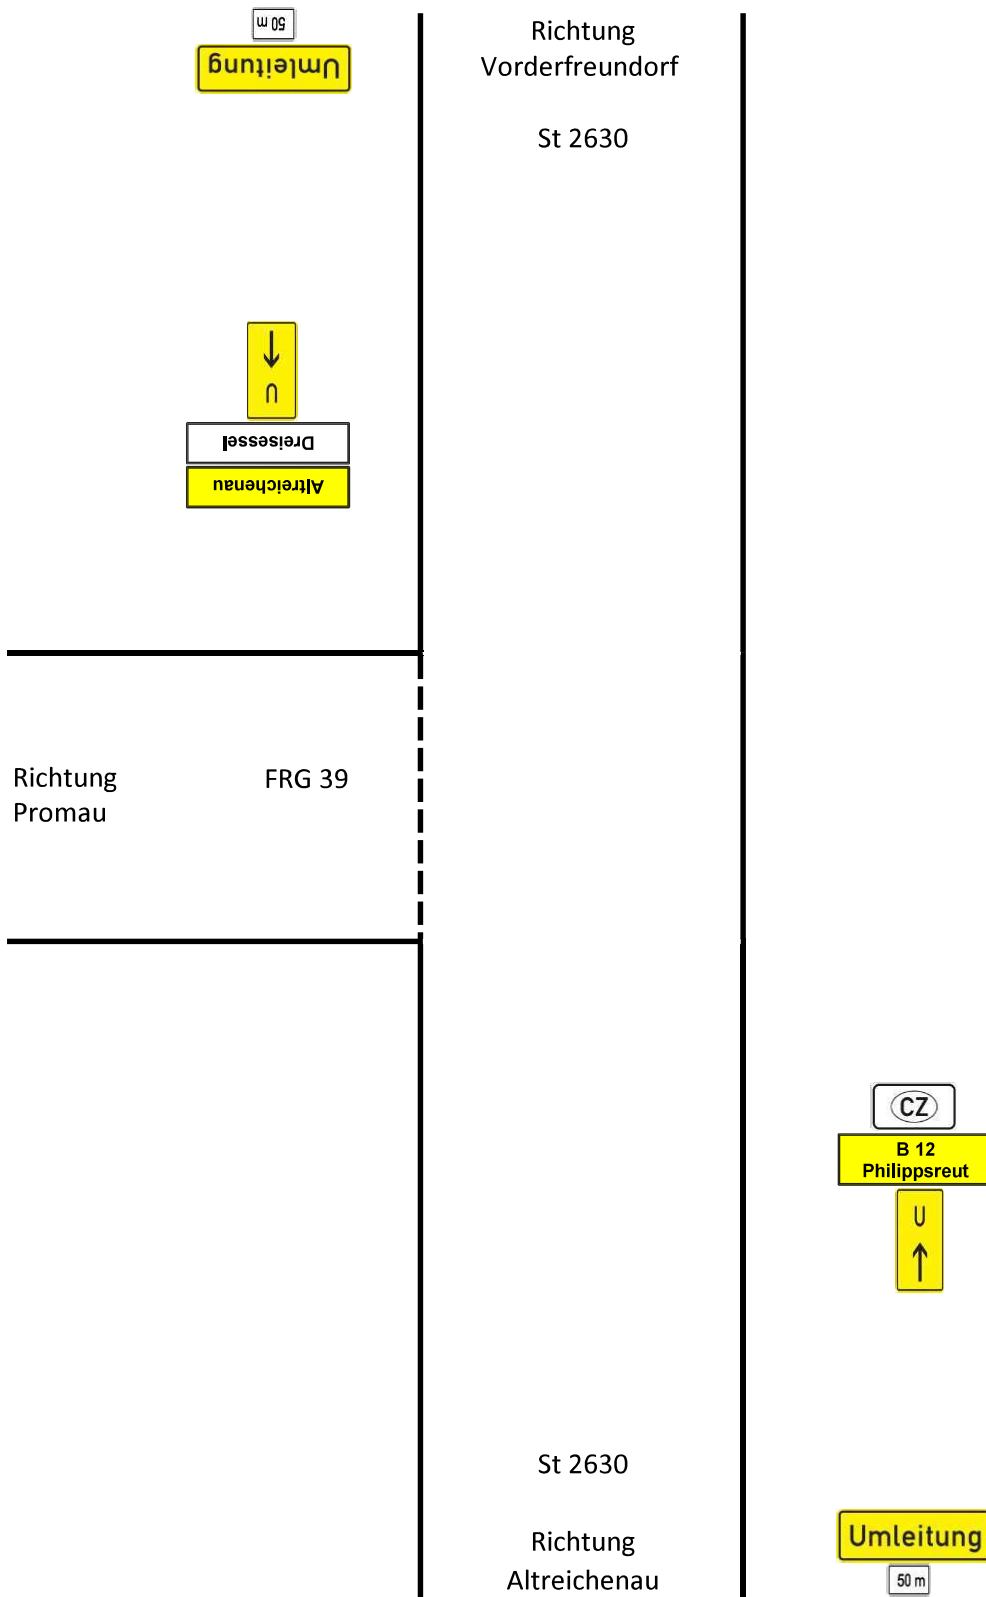 50 m
Umleitung
Richtung
Vorderfreundorf
St 2630
U
Dreisessel
Altreichenau
Richtung
Promau
FRG 39
CZ
B 12
Philippsreut
U
St 2630
Richtung
Altreichenau
Umleitung
50 m